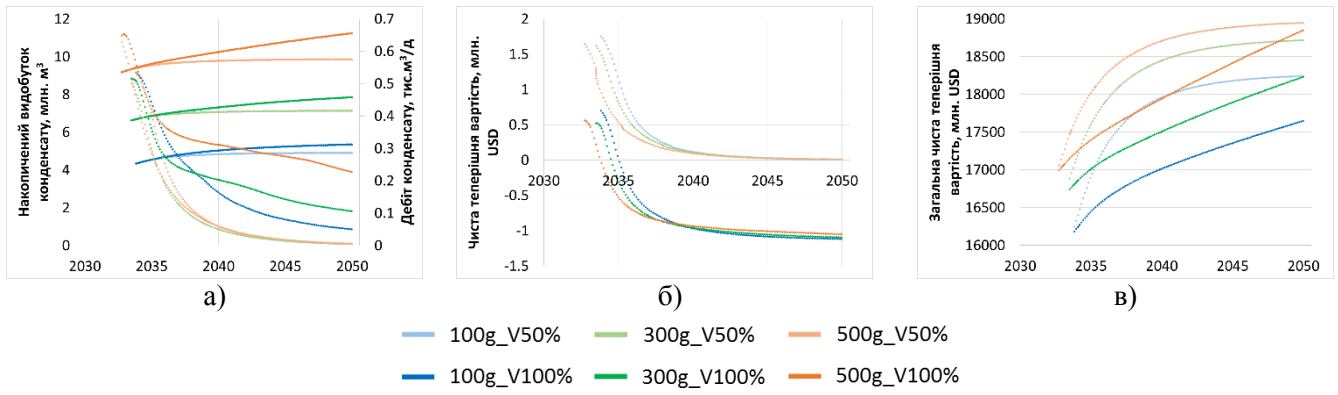 Накопичений видобуток
конденсату, млн. м³
12
10
8
6
4
2
0
0.7
0.6
0.5
0.4
0.3
0.2
0.1
0
Дебіт конденсату, тис.м³/д
2030
2035
2040
2045
2050
а)
Чиста теперішня вартість, млн.
USD
2
1.5
1
0.5
0
-0.5
-1
-1.5
2030
2035
2040
2045
2050
б)
Загальна чиста теперішня
вартість, млн. USD
19000
18500
18000
17500
17000
16500
16000
2030
2035
2040
2045
2050
в)
100g_V50%
300g_V50%
500g_V50%
100g_V100%
300g_V100%
500g_V100%